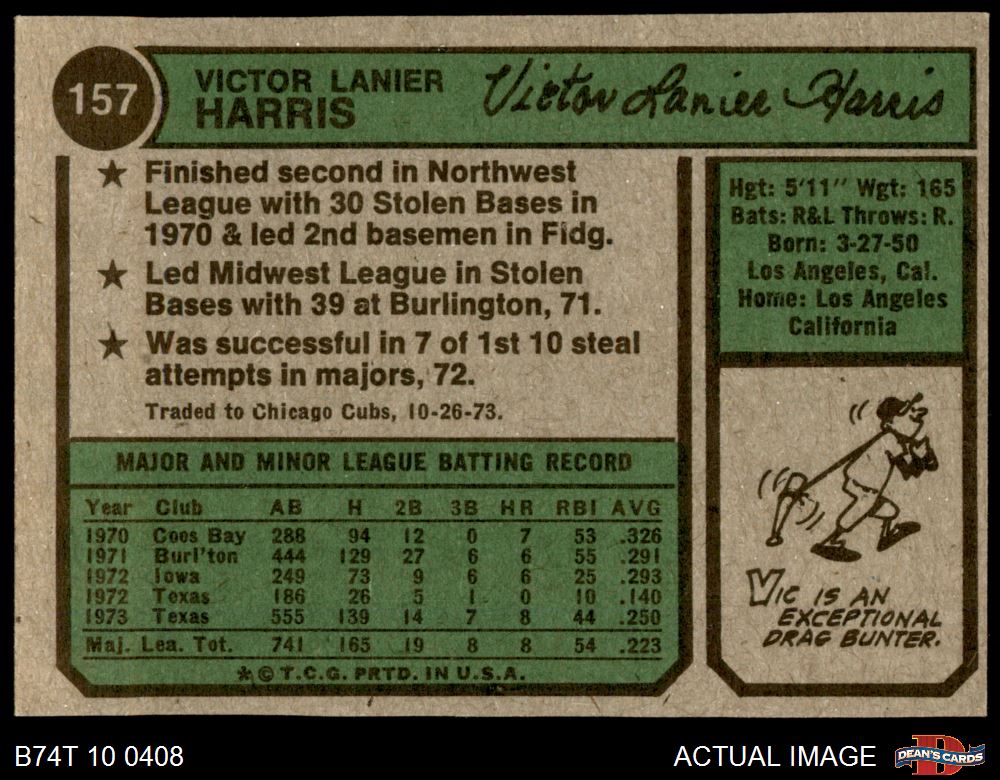 157
VICTOR LANIER
HARRIS
Victor Lanier Harris
★ Finished second in Northwest
League with 30 Stolen Bases in
1970 & led 2nd basemen in Fldg.
★ Led Midwest League in Stolen
Bases with 39 at Burlington, 71.
★ Was successful in 7 of 1st 10 steal
attempts in majors, 72.
Traded to Chicago Cubs, 10-26-73.
MAJOR AND MINOR LEAGUE BATTING RECORD
Year Club AB H 2B 3B HR RBI AVG
1970 Coos Bay 288 94 12 0 7 53 .326
1971 Burl'ton 444 129 27 6 6 55 .291
1972 Iowa 249 73 9 6 6 25 .293
1972 Texas 186 26 5 1 0 10 .140
1973 Texas 555 139 14 7 8 44 .250
Maj. Lea. Tot. 741 165 19 8 8 54 .223
* © T.C.G. PRTD. IN U.S.A.
Hgt: 5'11" Wgt: 165
Bats: R&L Throws: R.
Born: 3-27-50
Los Angeles, Cal.
Home: Los Angeles
California
VIC IS AN
EXCEPTIONAL
DRAG BUNTER.
B74T 10 0408
ACTUAL IMAGE
DEAN'S CARDS